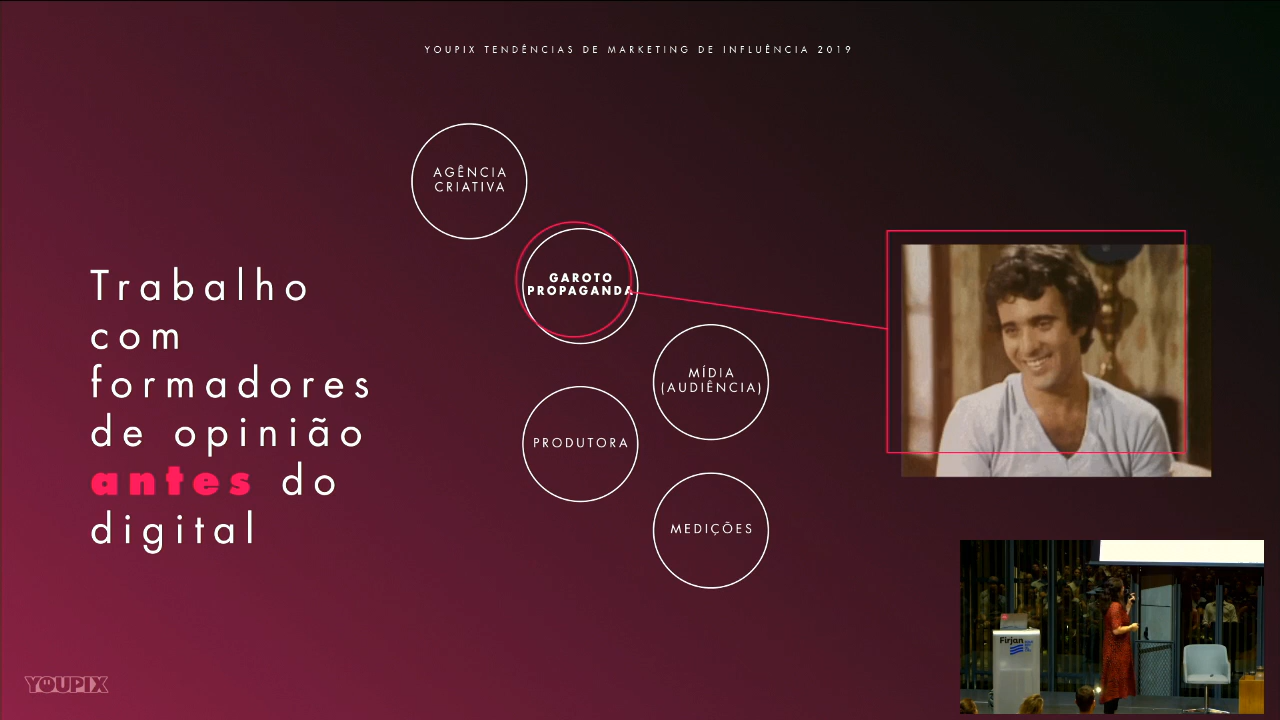 YOUPIX TENDÊNCIAS DE MARKETING DE INFLUÊNCIA 2019
AGÊNCIA
CRIATIVA
GAROTO
PROPAGANDA
MÍDIA
(AUDIÊNCIA)
PRODUTORA
MEDIÇÕES
Trabalho
com
formadores
de opinião
antes do
digital
YOUPIX
Firjan